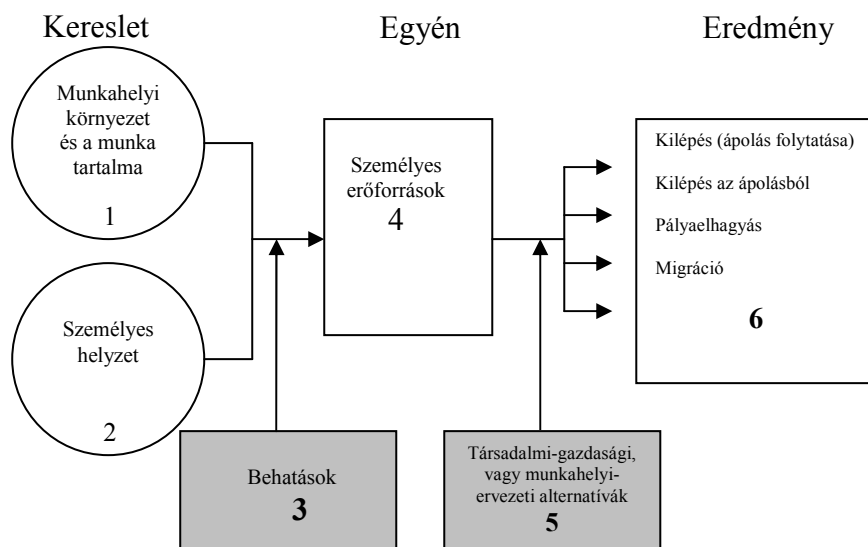 Kereslet
Egyén
Eredmény
Munkahelyi
környezet
és a munka
tartalma
1
Személyes
helyzet
2
Behatások
3
Személyes
erőforrások
4
Társadalmi-gazdasági,
vagy munkahelyi-
ervezeti alternatívák
5
Kilépés (ápolás folytatása)
Kilépés az ápolásból
Pályaelhagyás
Migráció
6